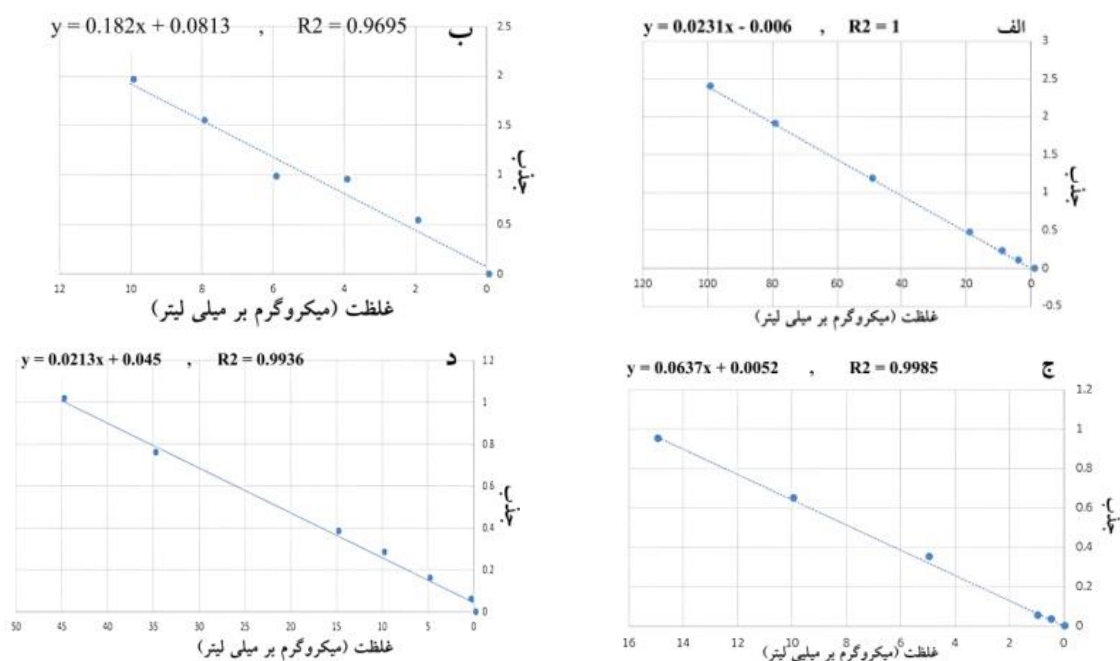 الف
y = 0.0231x - 0.006 , R2 = 1
3
2.5
2
1.5
1
0.5
0
-0.5
جذب
120 100 80 60 40 20 0
غلظت (میکروگرم بر میلی لیتر)
ب
y = 0.182x + 0.0813 , R2 = 0.9695
2.5
2
1.5
1
0.5
0
جذب
12 10 8 6 4 2 0
غلظت (میکروگرم بر میلی لیتر)
ج
y = 0.0637x + 0.0052 , R2 = 0.9985
1.2
1
0.8
0.6
0.4
0.2
0
جذب
16 14 12 10 8 6 4 2 0
غلظت (میکروگرم بر میلی لیتر)
د
y = 0.0213x + 0.045 , R2 = 0.9936
1.2
1
0.8
0.6
0.4
0.2
0
جذب
50 45 40 35 30 25 20 15 10 5 0
غلظت (میکروگرم بر میلی لیتر)